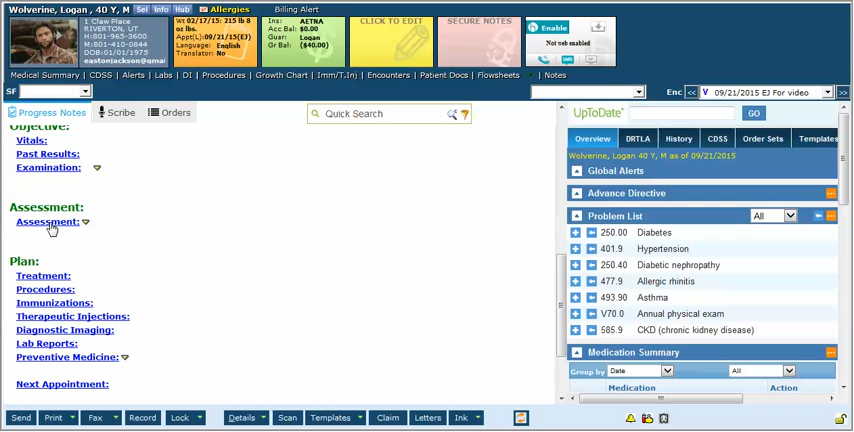 Wolverine, Logan , 40 Y, M Sel Info Hub Allergies Billing Alert
1 Claw Place
RIVERTON, UT
H:801-965-3600
M:801-410-0844
DOB:01/01/1975
eastonjackson@gmai
Wt 02/17/15: 215 lb 8
oz lbs.
Appt(L):09/21/15(EJ)
Language: English
Translator: No
Ins: AETNA
Acc Bal: $0.00
Guar: Logan
Gr Bal: ($40.00)
CLICK TO EDIT
SECURE NOTES
Enable
Not web enabled
SMS
Medical Summary | CDSS | Alerts | Labs | DI | Procedures | Growth Chart | Imm/T.Inj | Encounters | Patient Docs | Flowsheets | Notes
SF
Enc << V 09/21/2015 EJ For video >>
Progress Notes Scribe Orders
Quick Search
Objective:
Vitals:
Past Results:
Examination:
Assessment:
Assessment:
Plan:
Treatment:
Procedures:
Immunizations:
Therapeutic Injections:
Diagnostic Imaging:
Lab Reports:
Preventive Medicine:
Next Appointment:
UpToDate® GO
Overview DRTLA History CDSS Order Sets Templates
Wolverine, Logan 40 Y, M as of 09/21/2015
Global Alerts
Advance Directive
Problem List All
250.00 Diabetes
401.9 Hypertension
250.40 Diabetic nephropathy
477.9 Allergic rhinitis
493.90 Asthma
V70.0 Annual physical exam
585.9 CKD (chronic kidney disease)
Medication Summary
Group by Date All
Medication Action
Send Print Fax Record Lock Details Scan Templates Claim Letters Ink